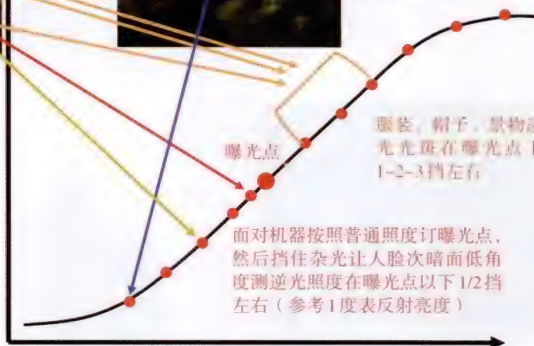 曝光点
服装、帽子、景物
光光斑在曝光点
1-2-3挡左右
面对机器按照普通照度订曝光点，
然后挡住杂光让人脸次暗面低角
度测逆光照度在曝光点以下1/2挡
左右（参考1度表反射亮度）